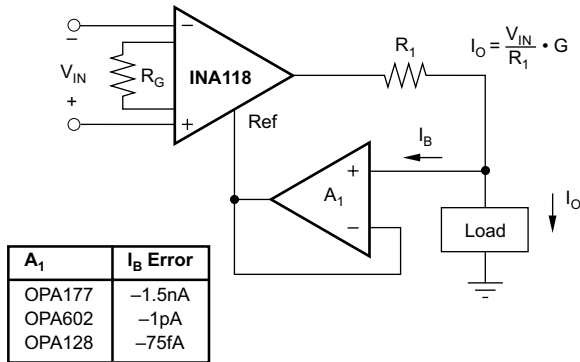 −
V_IN
+
R_G
−
INA118
+
Ref
R_1
I_O = V_IN / R_1 • G
I_B
+
A_1
−
Load
I_O
A_1 I_B Error
OPA177 −1.5nA
OPA602 −1pA
OPA128 −75fA